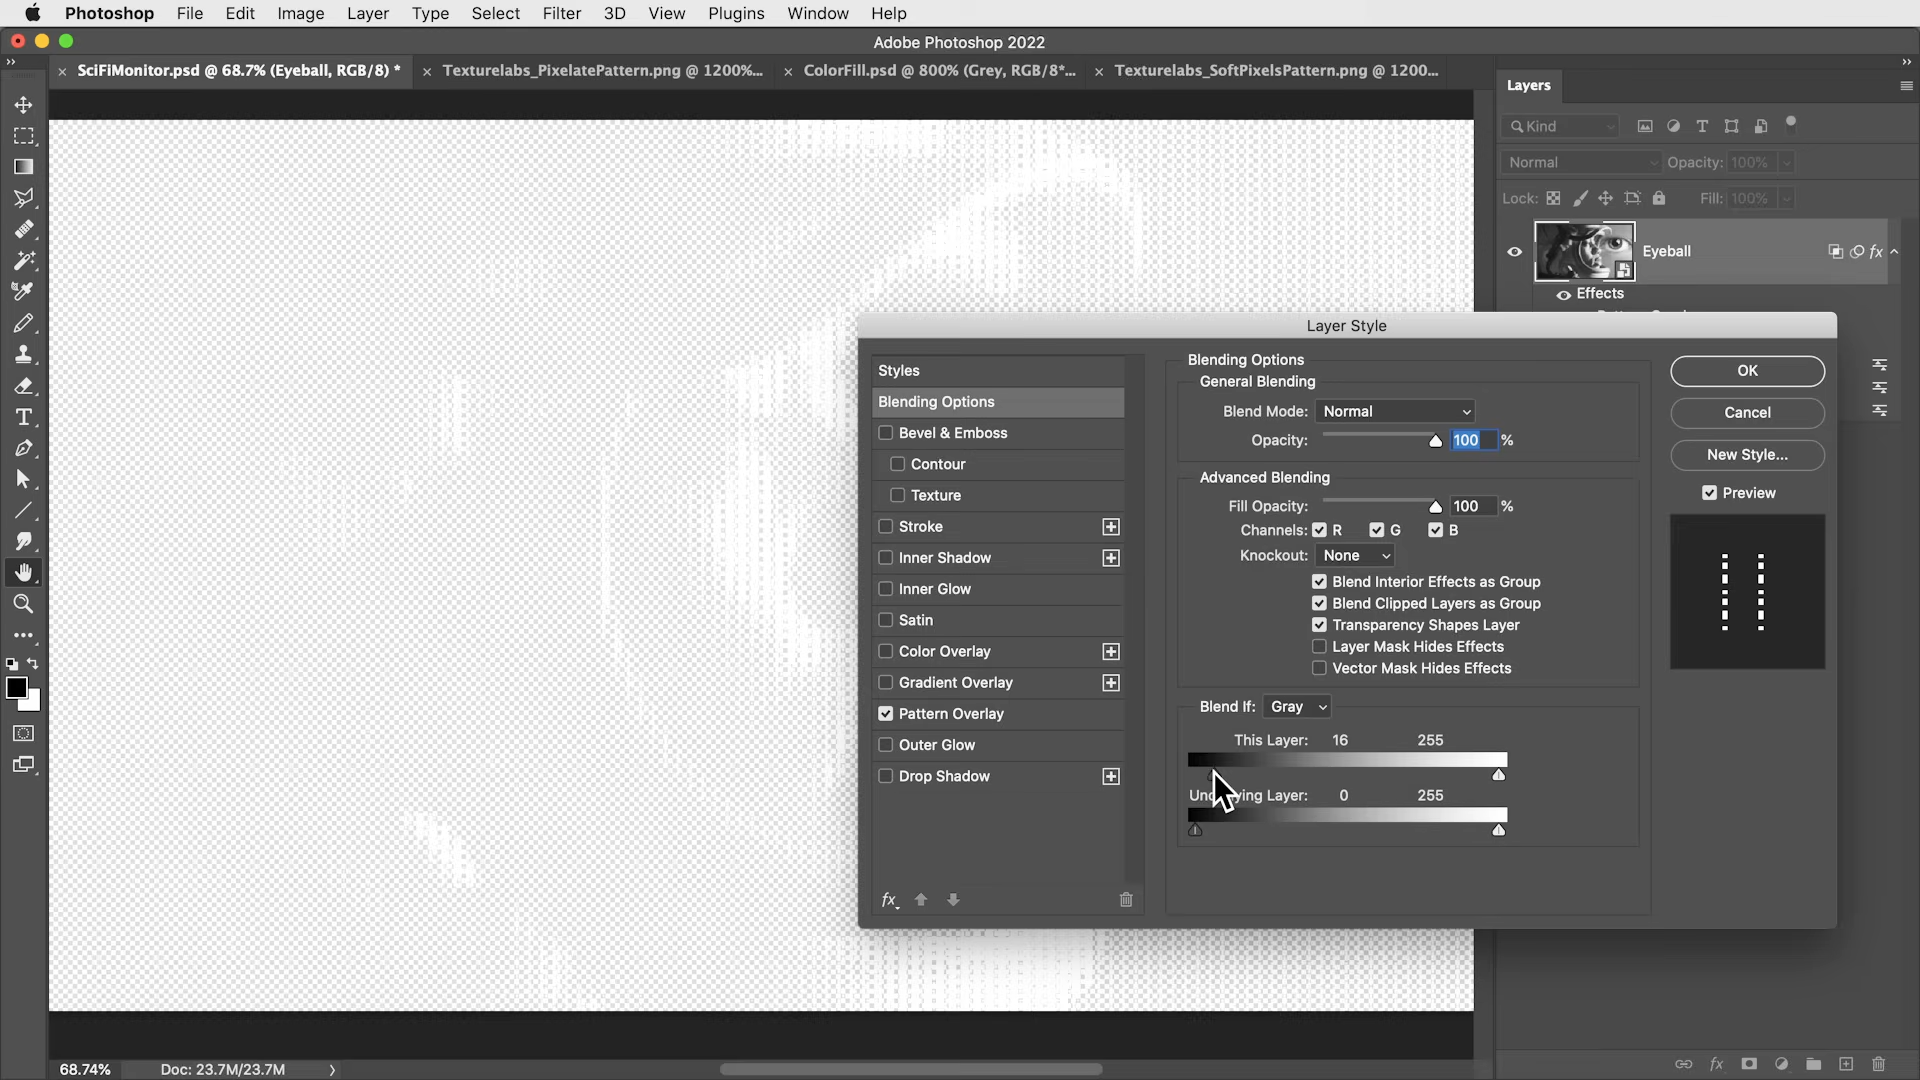 Photoshop File Edit Image Layer Type Select Filter 3D View Plugins Window Help
Adobe Photoshop 2022
SciFiMonitor.psd @ 68.7% (Eyeball, RGB/8) *
Texturelabs_PixelatePattern.png @ 1200%...
ColorFill.psd @ 800% (Grey, RGB/8*...
Texturelabs_SoftPixelsPattern.png @ 1200...
Layers
Kind
Normal Opacity: 100%
Lock: Fill: 100%
Eyeball fx
Effects
Layer Style
Styles
Blending Options
Bevel & Emboss
Contour
Texture
Stroke
Inner Shadow
Inner Glow
Satin
Color Overlay
Gradient Overlay
Pattern Overlay
Outer Glow
Drop Shadow
fx
Blending Options
General Blending
Blend Mode: Normal
Opacity: 100 %
Advanced Blending
Fill Opacity: 100 %
Channels: R G B
Knockout: None
Blend Interior Effects as Group
Blend Clipped Layers as Group
Transparency Shapes Layer
Layer Mask Hides Effects
Vector Mask Hides Effects
Blend If: Gray
This Layer: 16 255
Layer: 0 255
OK
Cancel
New Style...
Preview
68.74% Doc: 23.7M/23.7M
fx